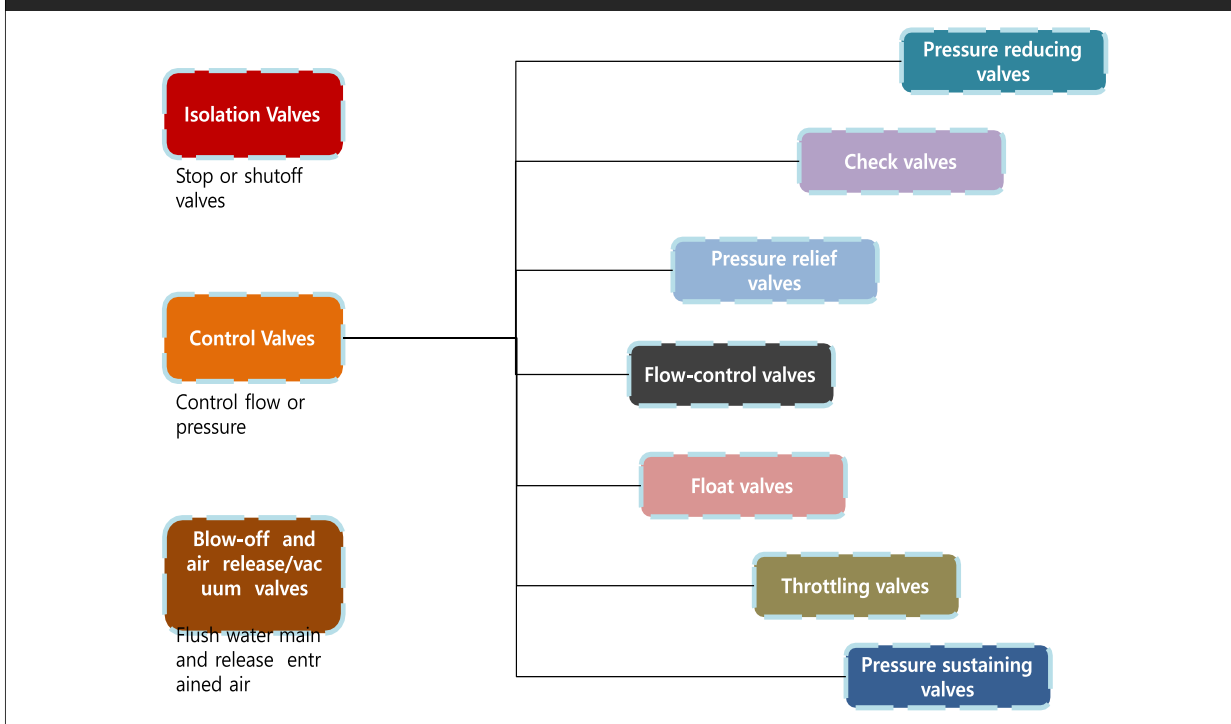 Isolation Valves
Stop or shutoff
valves
Control Valves
Control flow or
pressure
Blow-off and
air release/vac
uum valves
Flush water main
and release entr
ained air
Pressure reducing
valves
Check valves
Pressure relief
valves
Flow-control valves
Float valves
Throttling valves
Pressure sustaining
valves